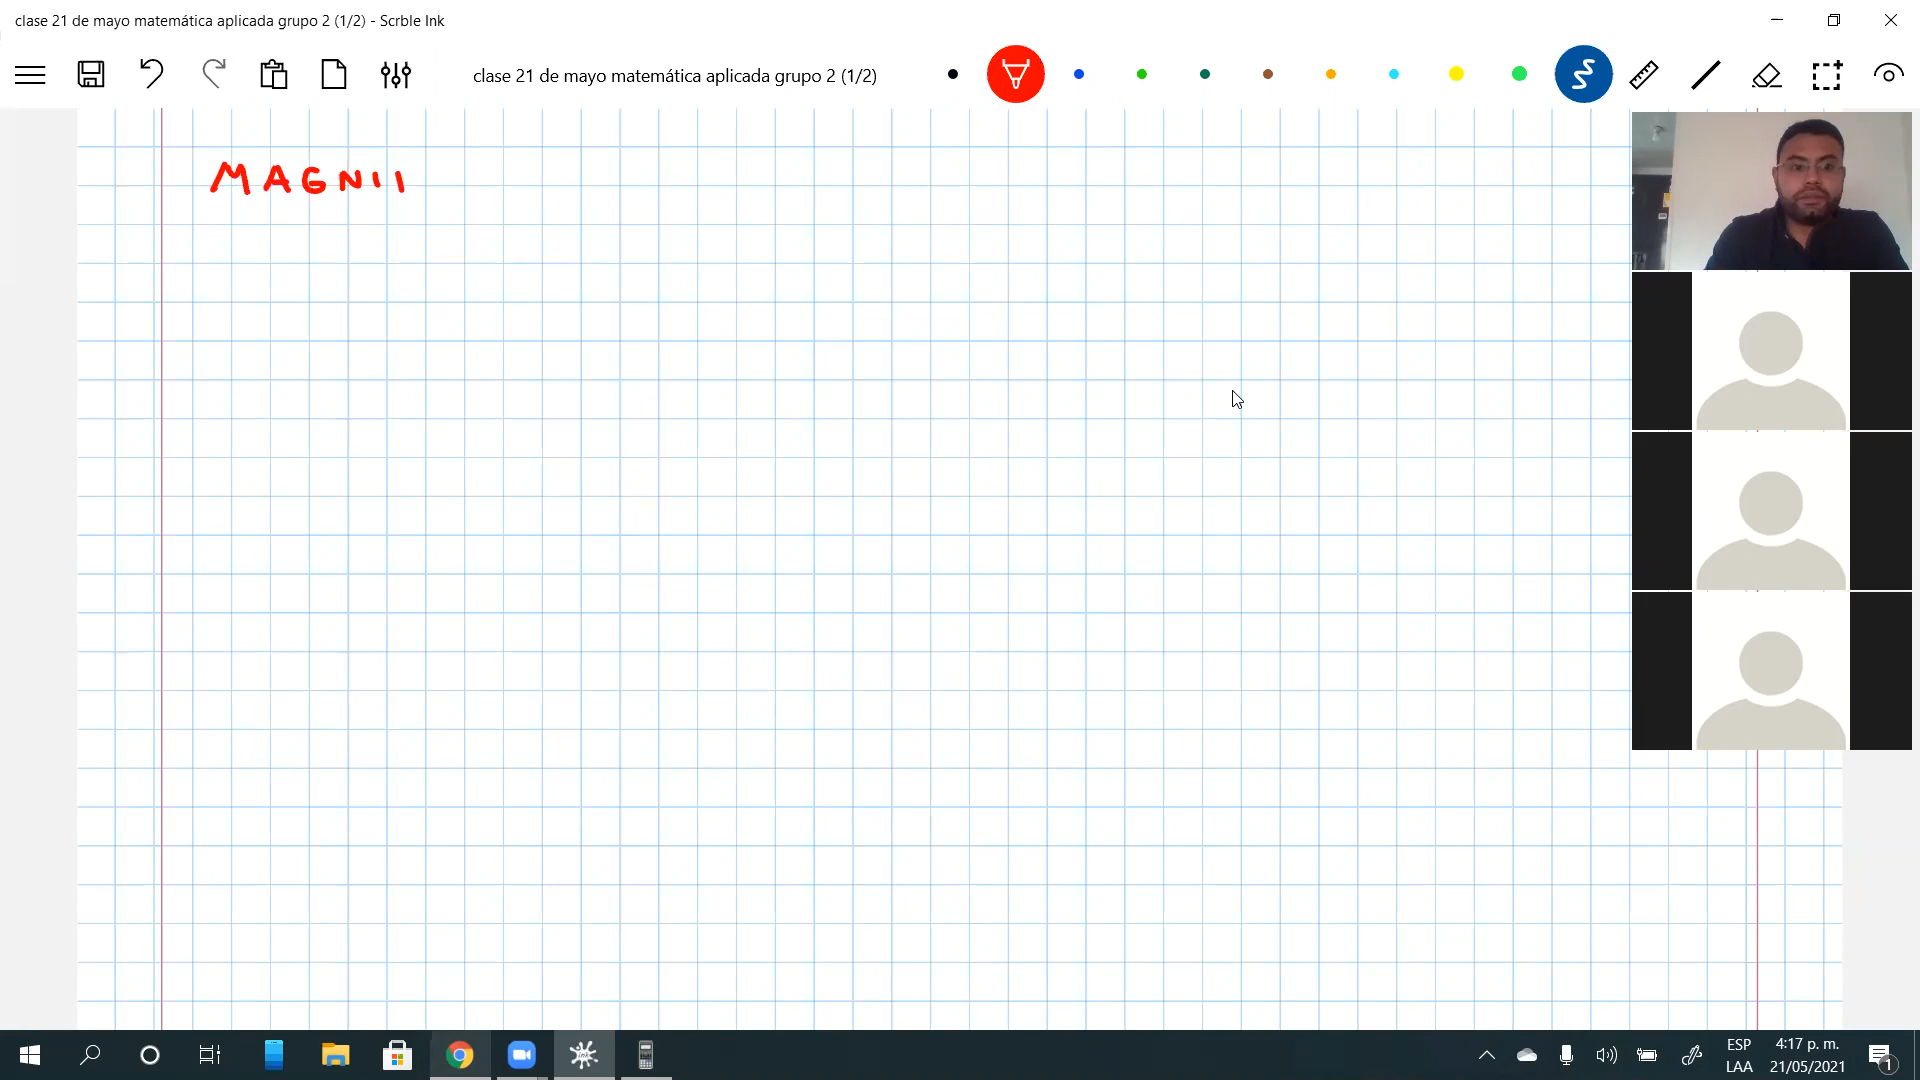 clase 21 de mayo matemática aplicada grupo 2 (1/2) - Scrble Ink
clase 21 de mayo matemática aplicada grupo 2 (1/2)
MAGNII
ESP
LAA
4:17 p. m.
21/05/2021
1